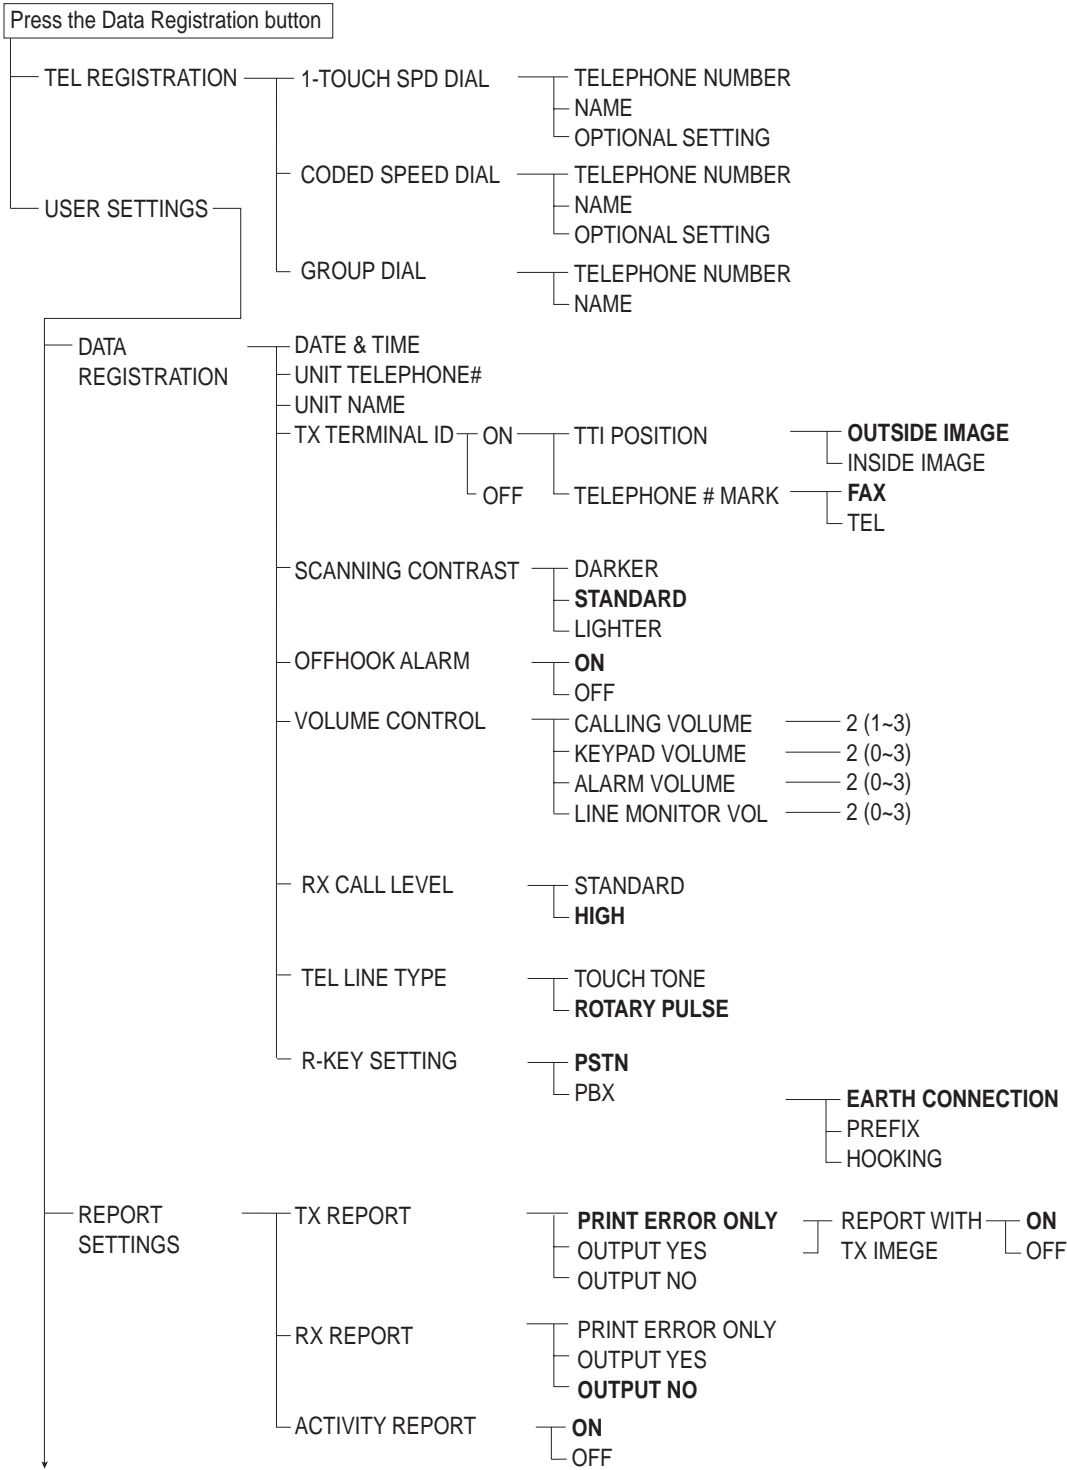 Press the Data Registration button
TEL REGISTRATION 1-TOUCH SPD DIAL TELEPHONE NUMBER
NAME
OPTIONAL SETTING
CODED SPEED DIAL TELEPHONE NUMBER
USER SETTINGS NAME
OPTIONAL SETTING
GROUP DIAL TELEPHONE NUMBER
NAME
DATA DATE & TIME
REGISTRATION UNIT TELEPHONE#
UNIT NAME
TX TERMINAL ID ON TTI POSITION OUTSIDE IMAGE
INSIDE IMAGE
OFF TELEPHONE # MARK FAX
TEL
SCANNING CONTRAST DARKER
STANDARD
LIGHTER
OFFHOOK ALARM ON
OFF
VOLUME CONTROL CALLING VOLUME 2 (1~3)
KEYPAD VOLUME 2 (0~3)
ALARM VOLUME 2 (0~3)
LINE MONITOR VOL 2 (0~3)
RX CALL LEVEL STANDARD
HIGH
TEL LINE TYPE TOUCH TONE
ROTARY PULSE
R-KEY SETTING PSTN
PBX
EARTH CONNECTION
PREFIX
HOOKING
REPORT TX REPORT PRINT ERROR ONLY REPORT WITH ON
SETTINGS OUTPUT YES TX IMEGE OFF
OUTPUT NO
RX REPORT PRINT ERROR ONLY
OUTPUT YES
OUTPUT NO
ACTIVITY REPORT ON
OFF